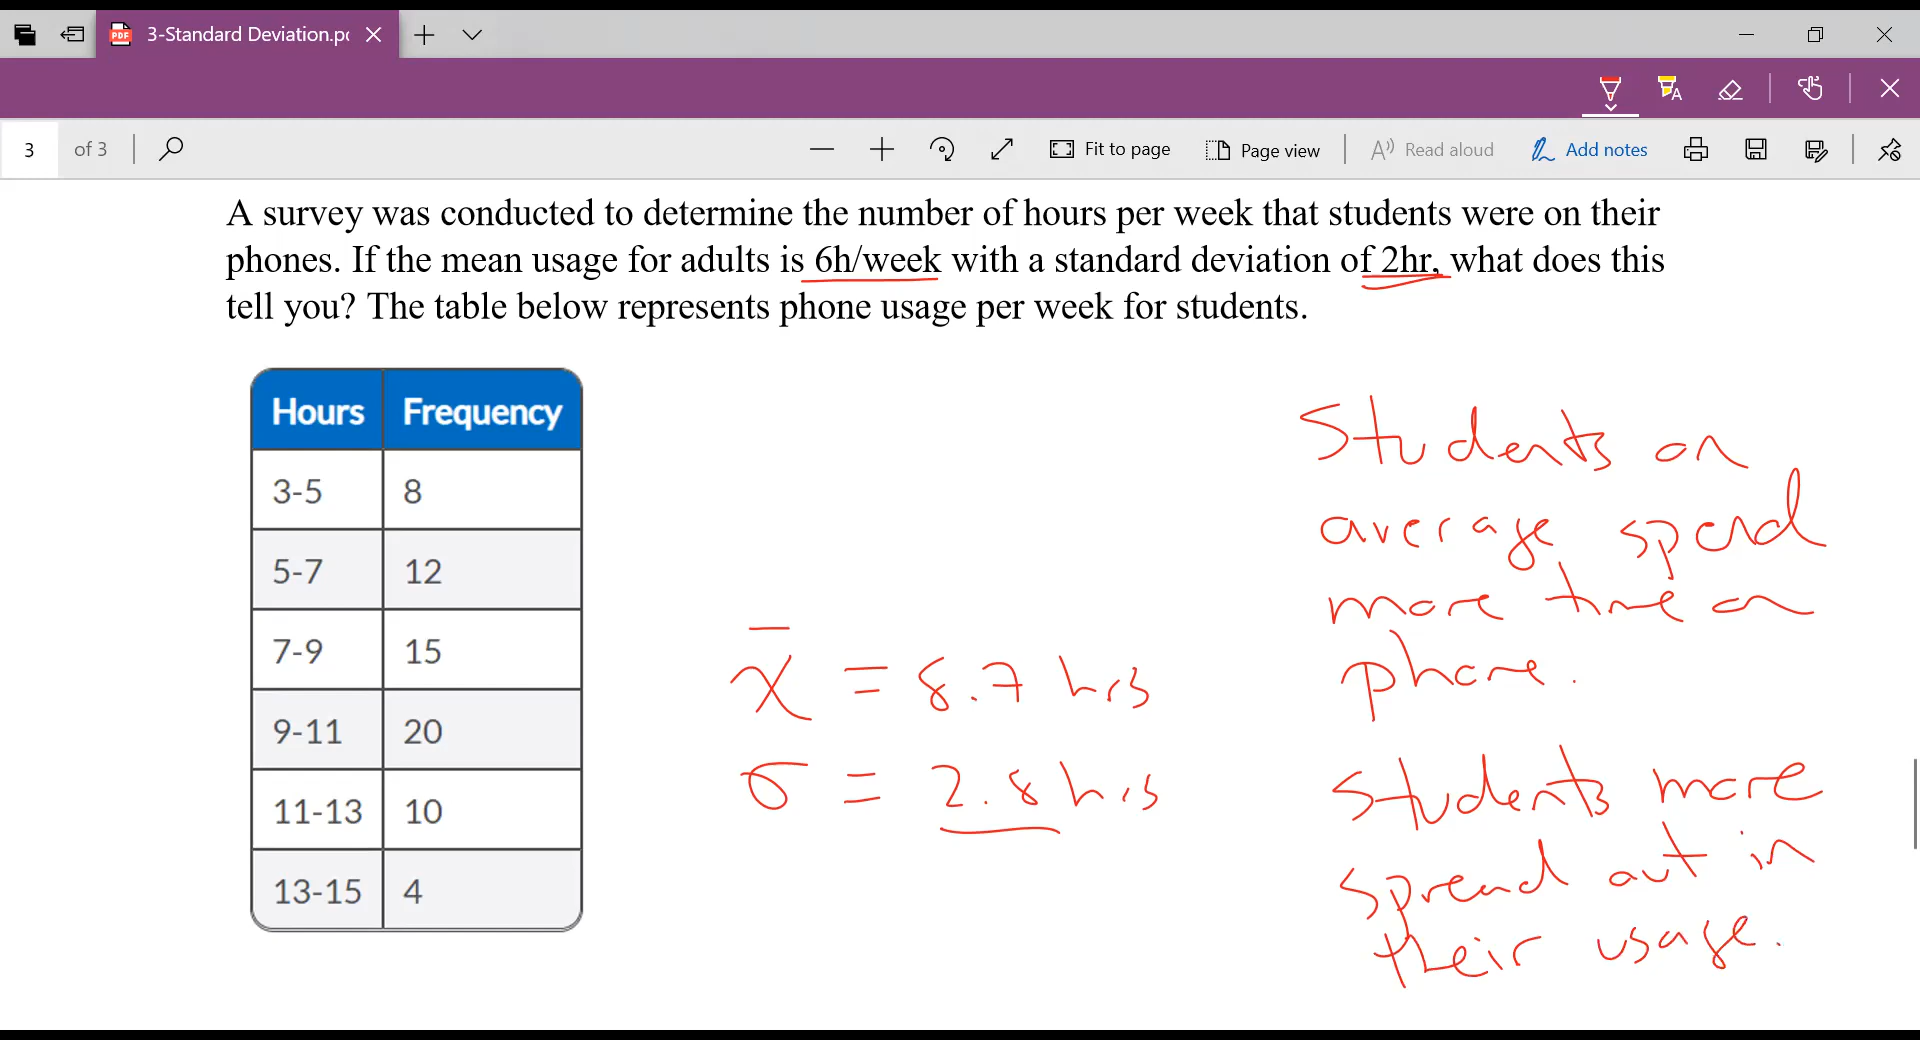 3-Standard Deviation.pd
3 of 3
Fit to page
Page view
Read aloud
Add notes
A survey was conducted to determine the number of hours per week that students were on their
phones. If the mean usage for adults is 6h/week with a standard deviation of 2hr, what does this
tell you? The table below represents phone usage per week for students.
Hours Frequency
3-5 8
5-7 12
7-9 15
9-11 20
11-13 10
13-15 4
x̄ = 8.7 hrs
σ = 2.8 hrs
Students on
average spend
more time on
phone.
Students more
spread out in
their usage.